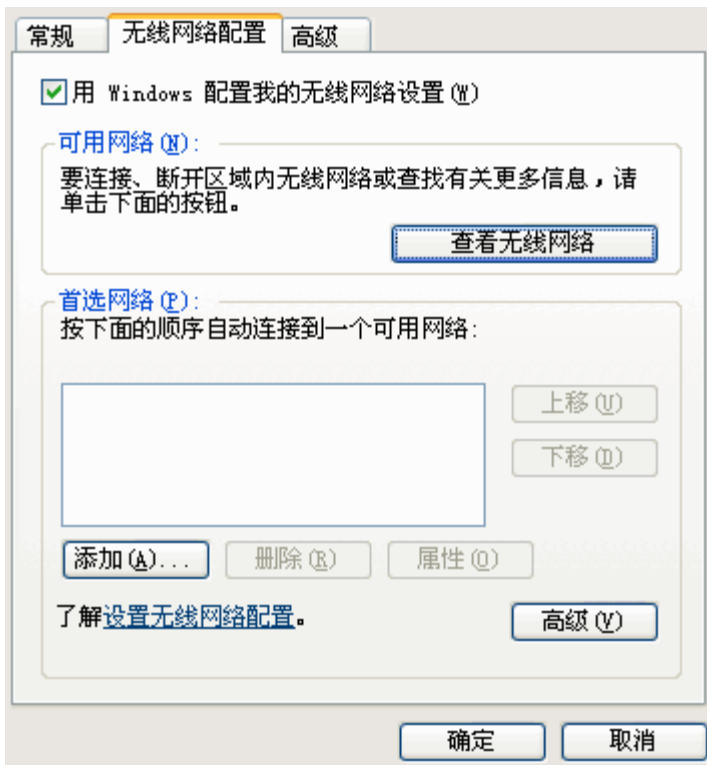 常规 无线网络配置 高级
用 Windows 配置我的无线网络设置(W)
可用网络(N):
要连接、断开区域内无线网络或查找有关更多信息，请
单击下面的按钮。
查看无线网络
首选网络(P):
按下面的顺序自动连接到一个可用网络:
上移(U)
下移(D)
添加(A)... 删除(R) 属性(O)
了解设置无线网络配置。 高级(V)
确定 取消